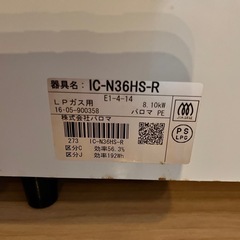 器具名: IC-N36HS-R
E1-4-14
LPガス用 8.10kW
16-05-900358 パロマ PE
株式会社パロマ
273 IC-N36HS-R
区分C 効率56.3%
区分F 効率192Wh
PS
LPG